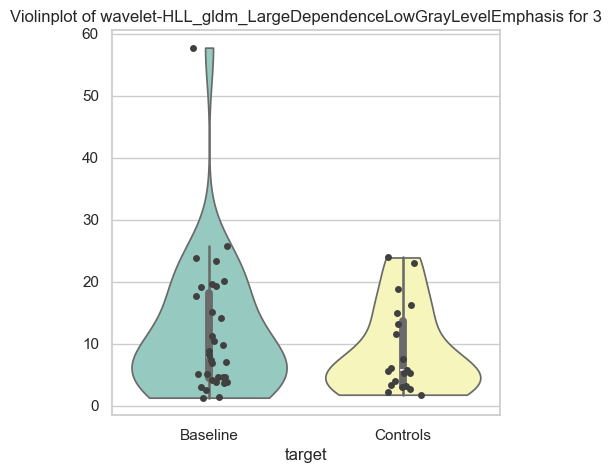 Violinplot of wavelet-HLL_gldm_LargeDependenceLowGrayLevelEmphasis for 3
60
50
40
30
20
10
0
Baseline Controls
target